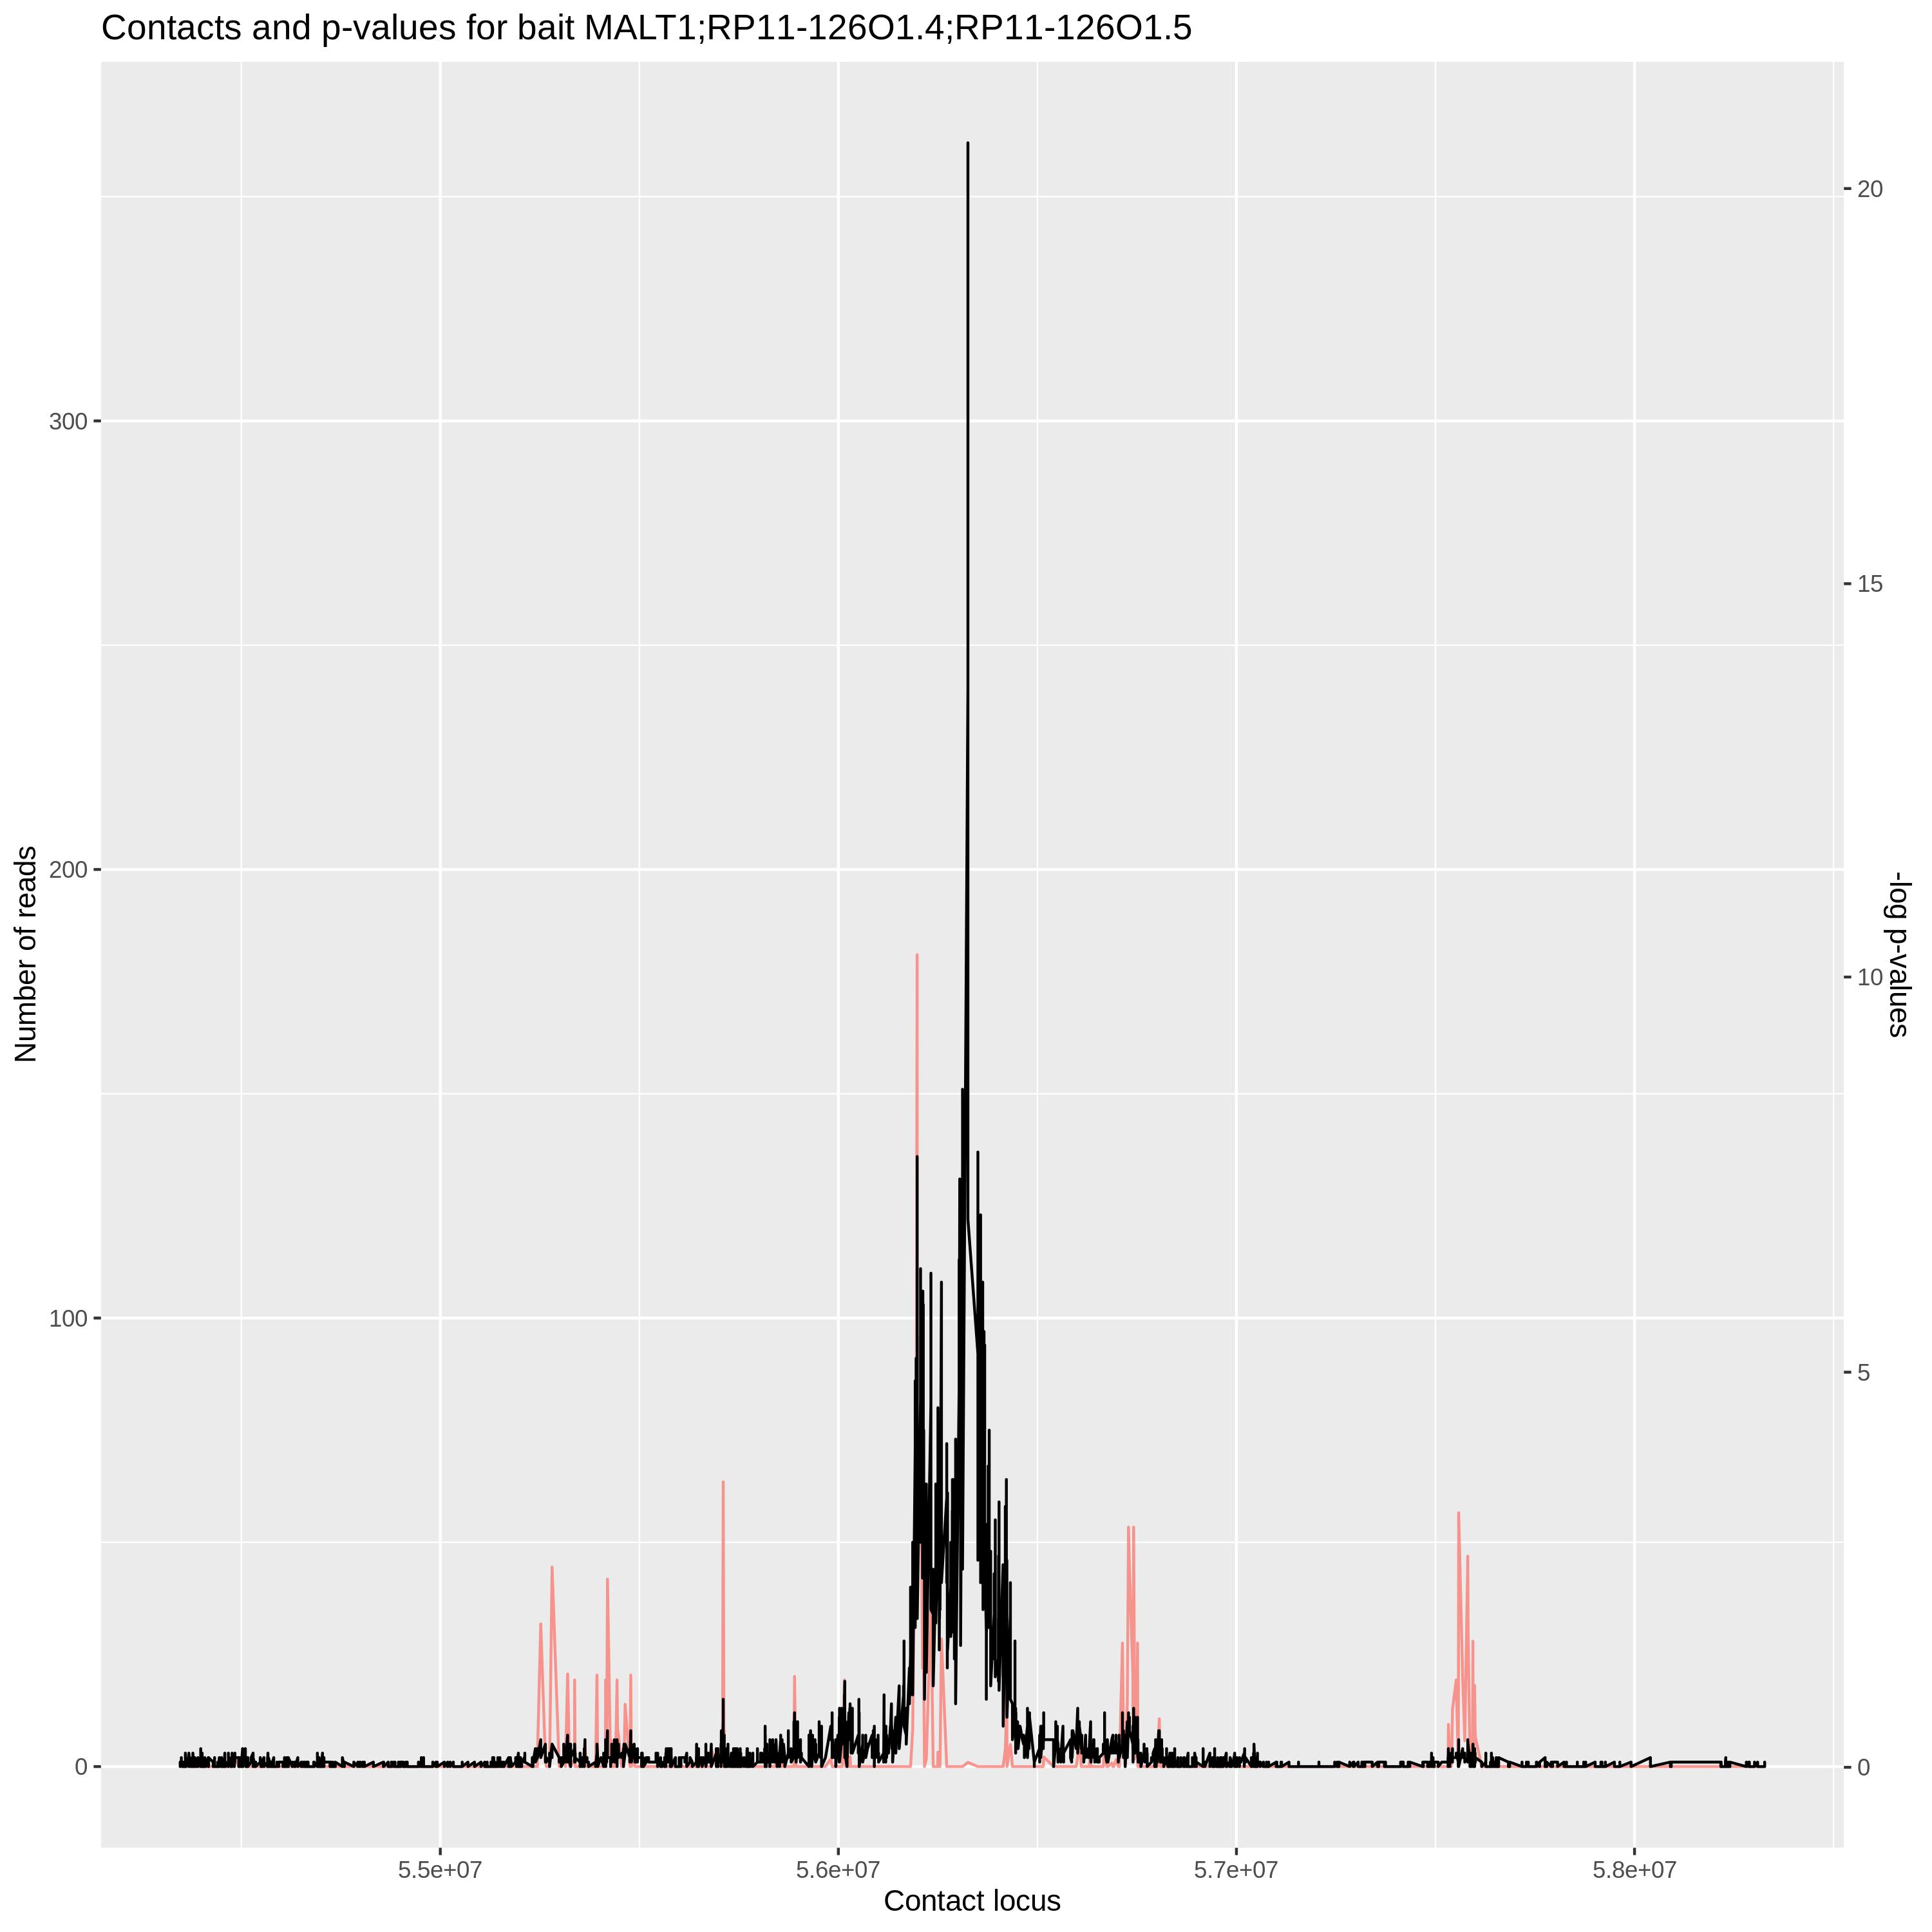 Contacts and p-values for bait MALT1;RP11-126O1.4;RP11-126O1.5
20
300
15
200
10
100
5
0
0
Number of reads
-log p-values
5.5e+07
5.6e+07
5.7e+07
5.8e+07
Contact locus